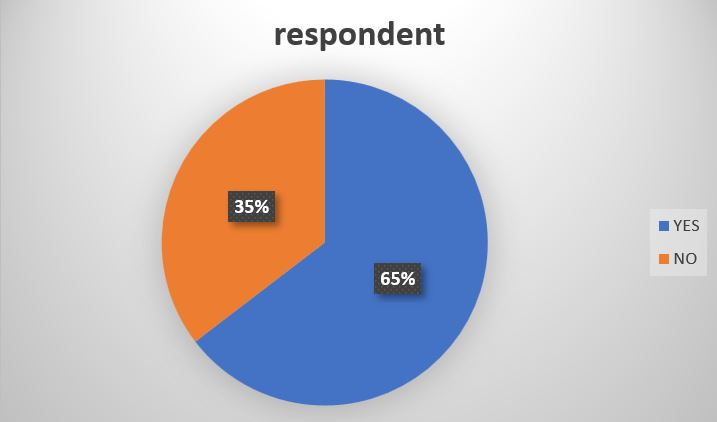 respondent
35%
65%
YES
NO